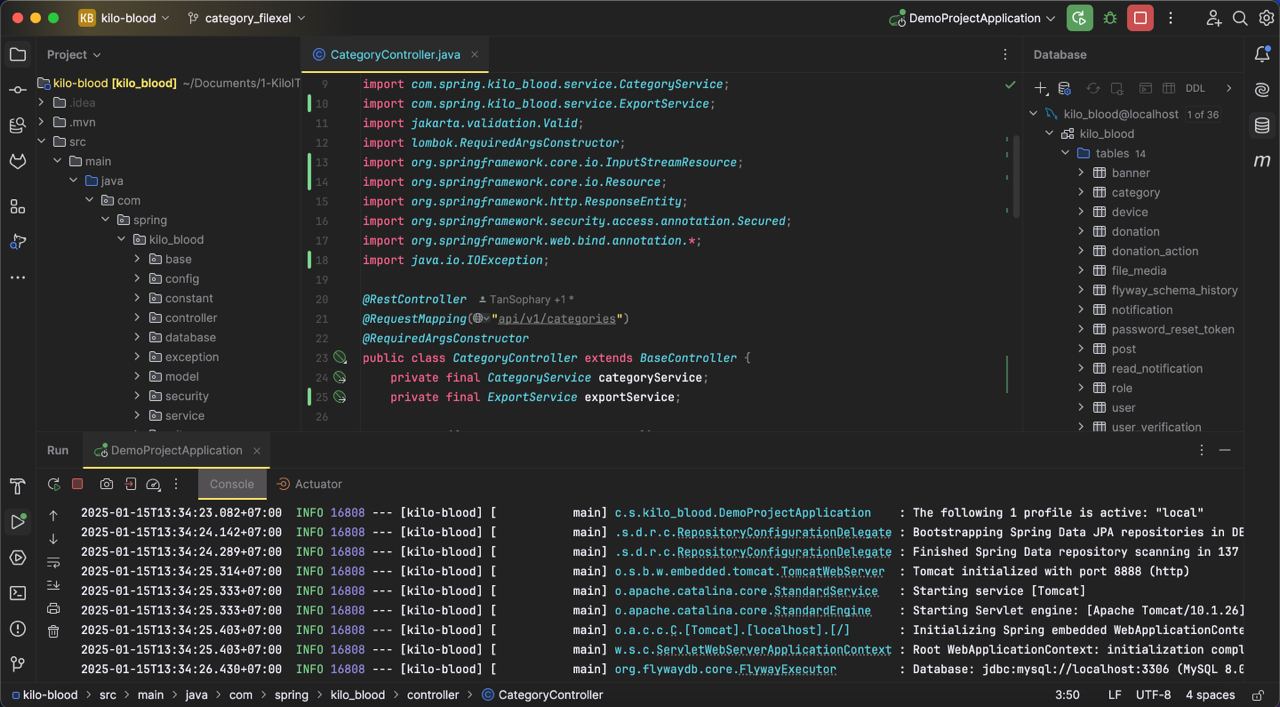 KB kilo-blood
category_filexel
DemoProjectApplication
Project
kilo-blood [kilo_blood] ~/Documents/1-KiloIT
.idea
.mvn
src
main
java
com
spring
kilo_blood
base
config
constant
controller
database
exception
model
security
service
CategoryController.java
9 import com.spring.kilo_blood.service.CategoryService;
10 import com.spring.kilo_blood.service.ExportService;
11 import jakarta.validation.Valid;
12 import lombok.RequiredArgsConstructor;
13 import org.springframework.core.io.InputStreamResource;
14 import org.springframework.core.io.Resource;
15 import org.springframework.http.ResponseEntity;
16 import org.springframework.security.access.annotation.Secured;
17 import org.springframework.web.bind.annotation.*;
18 import java.io.IOException;
19
20 @RestController TanSophary +1 *
21 @RequestMapping("api/v1/categories")
22 @RequiredArgsConstructor
23 public class CategoryController extends BaseController {
24 private final CategoryService categoryService;
25 private final ExportService exportService;
26
Database
DDL
kilo_blood@localhost 1 of 36
kilo_blood
tables 14
banner
category
device
donation
donation_action
file_media
flyway_schema_history
notification
password_reset_token
post
read_notification
role
user
user_verification
m
Run DemoProjectApplication
Console Actuator
2025-01-15T13:34:23.082+07:00 INFO 16808 --- [kilo-blood] [ main] c.s.kilo_blood.DemoProjectApplication : The following 1 profile is active: "local"
2025-01-15T13:34:24.142+07:00 INFO 16808 --- [kilo-blood] [ main] .s.d.r.c.RepositoryConfigurationDelegate : Bootstrapping Spring Data JPA repositories in DE
2025-01-15T13:34:24.289+07:00 INFO 16808 --- [kilo-blood] [ main] .s.d.r.c.RepositoryConfigurationDelegate : Finished Spring Data repository scanning in 137
2025-01-15T13:34:25.314+07:00 INFO 16808 --- [kilo-blood] [ main] o.s.b.w.embedded.tomcat.TomcatWebServer : Tomcat initialized with port 8888 (http)
2025-01-15T13:34:25.333+07:00 INFO 16808 --- [kilo-blood] [ main] o.apache.catalina.core.StandardService : Starting service [Tomcat]
2025-01-15T13:34:25.333+07:00 INFO 16808 --- [kilo-blood] [ main] o.apache.catalina.core.StandardEngine : Starting Servlet engine: [Apache Tomcat/10.1.26]
2025-01-15T13:34:25.403+07:00 INFO 16808 --- [kilo-blood] [ main] o.a.c.c.C.[Tomcat].[localhost].[/] : Initializing Spring embedded WebApplicationConte
2025-01-15T13:34:25.403+07:00 INFO 16808 --- [kilo-blood] [ main] w.s.c.ServletWebServerApplicationContext : Root WebApplicationContext: initialization compl
2025-01-15T13:34:26.430+07:00 INFO 16808 --- [kilo-blood] [ main] org.flywaydb.core.FlywayExecutor : Database: jdbc:mysql://localhost:3306 (MySQL 8.0
kilo-blood > src > main > java > com > spring > kilo_blood > controller > CategoryController
3:50 LF UTF-8 4 spaces